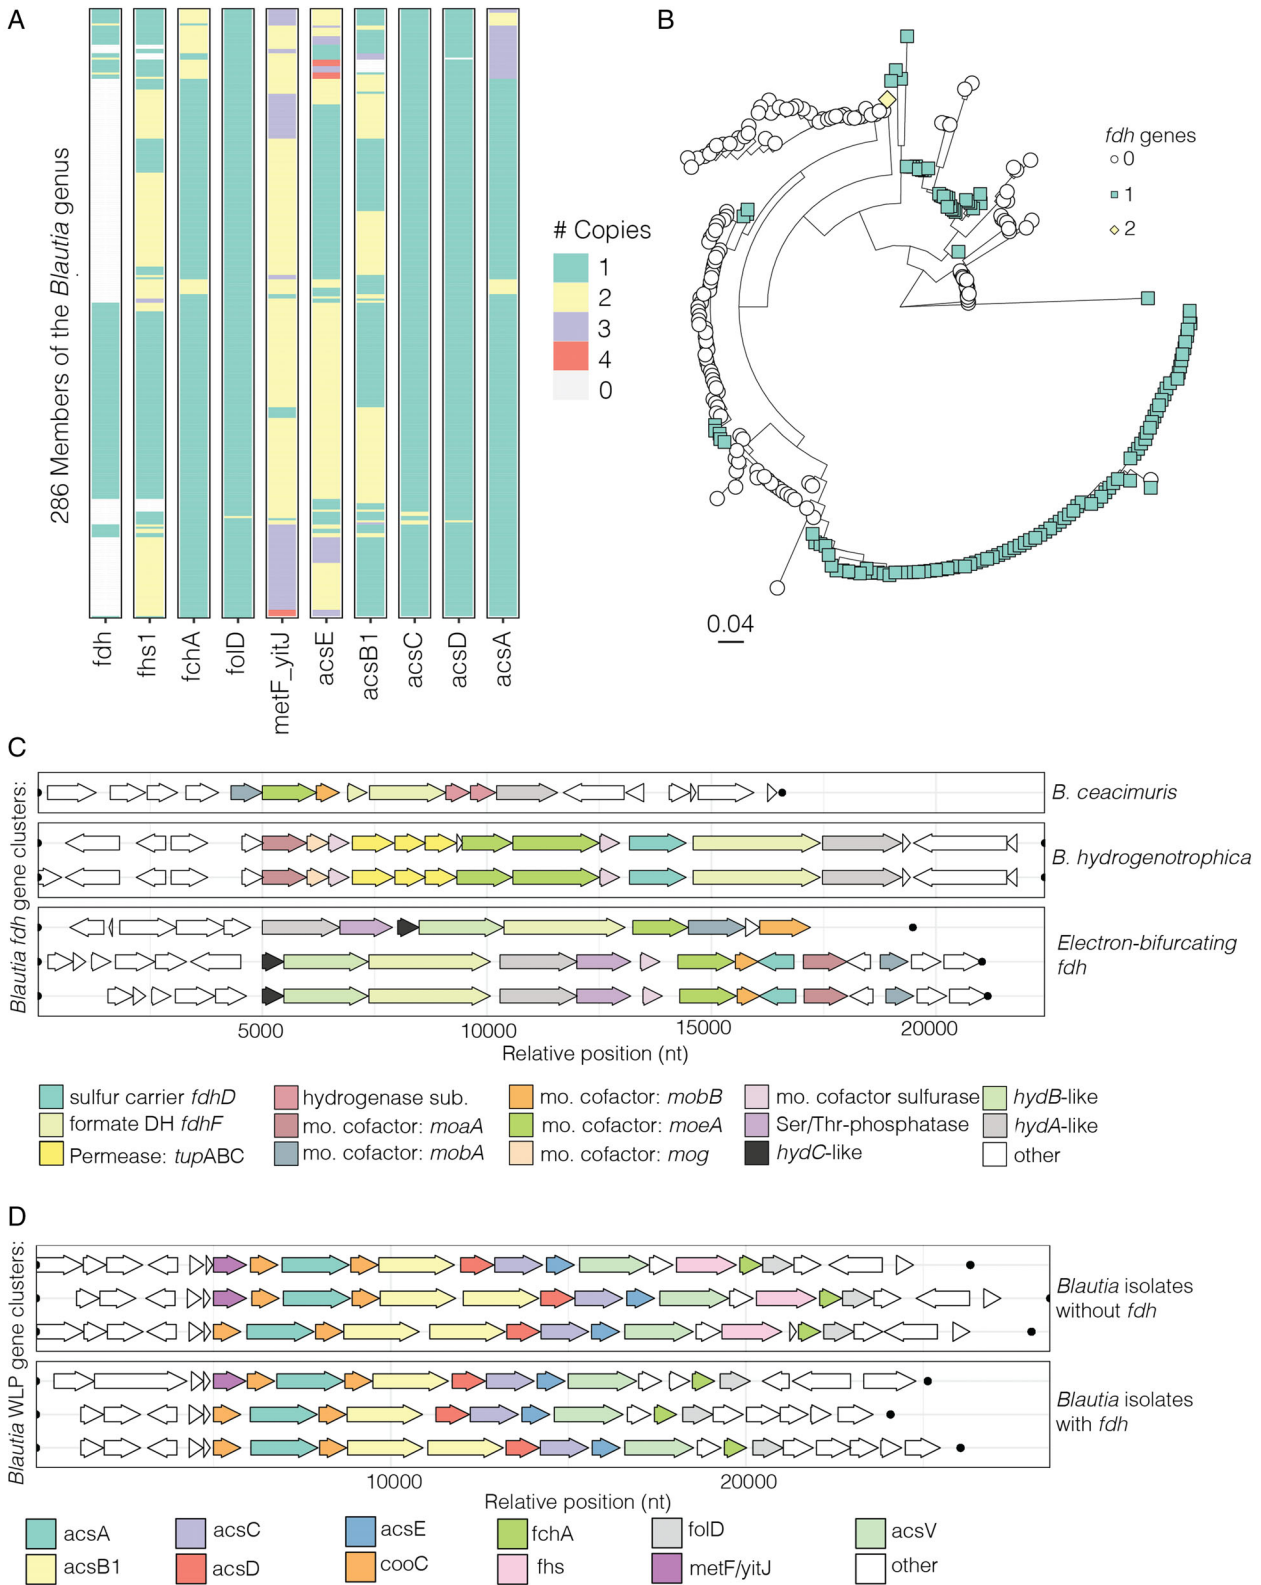 A
286 Members of the Blautia genus
fdh
fhs1
fchA
folD
metF_yitJ
acsE
acsB1
acsC
acsD
acsA
# Copies
1
2
3
4
0
B
fdh genes
0
1
2
0.04
C
Blautia fdh gene clusters:
B. ceacimuris
B. hydrogenotrophica
Electron-bifurcating
fdh
5000 10000 15000 20000
Relative position (nt)
sulfur carrier fdhD
formate DH fdhF
Permease: tupABC
hydrogenase sub.
mo. cofactor: moaA
mo. cofactor: mobA
mo. cofactor: mobB
mo. cofactor: moeA
mo. cofactor: mog
mo. cofactor sulfurase
Ser/Thr-phosphatase
hydC-like
hydB-like
hydA-like
other
D
Blautia WLP gene clusters:
Blautia isolates
without fdh
Blautia isolates
with fdh
10000 20000
Relative position (nt)
acsA
acsB1
acsC
acsD
acsE
cooC
fchA
fhs
folD
metF/yitJ
acsV
other